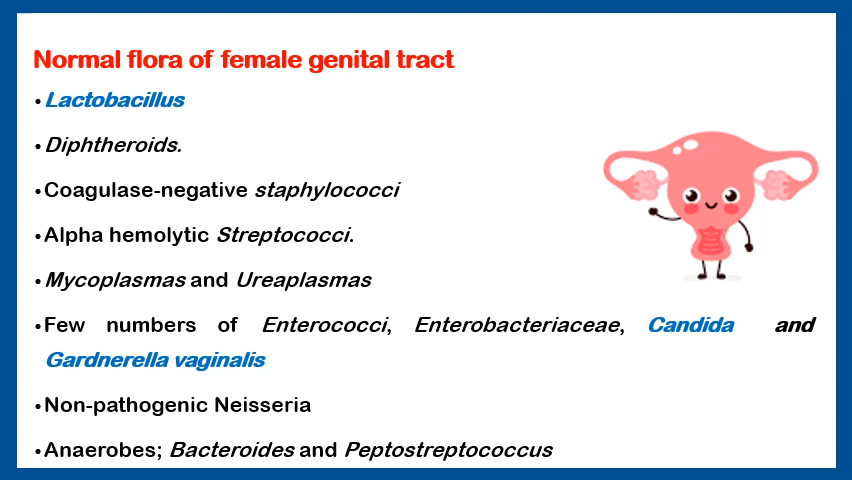 Normal flora of female genital tract
•Lactobacillus
•Diphtheroids.
•Coagulase-negative staphylococci
•Alpha hemolytic Streptococci.
•Mycoplasmas and Ureaplasmas
•Few numbers of Enterococci, Enterobacteriaceae, Candida and
Gardnerella vaginalis
•Non-pathogenic Neisseria
•Anaerobes; Bacteroides and Peptostreptococcus